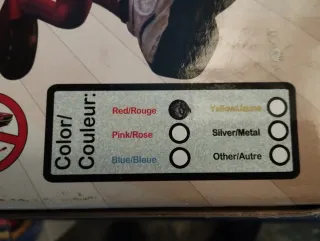 Color/
Couleur:
Red/Rouge
Pink/Rose
Blue/Bleue
Yellow/Jaune
Silver/Metal
Other/Autre